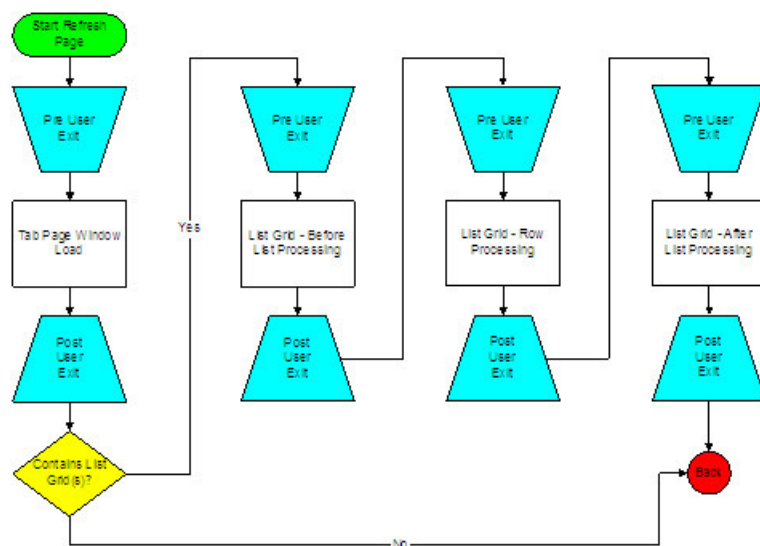 Start Refresh
Page
Pre User
Exit
Tab Page Window
Load
Post
User
Exit
Contains List
Grid(s)?
Yes
No
Pre User
Exit
List Grid - Before
List Processing
Post
User
Exit
Pre User
Exit
List Grid - Row
Processing
Post
User
Exit
Pre User
Exit
List Grid - After
List Processing
Post
User
Exit
Back